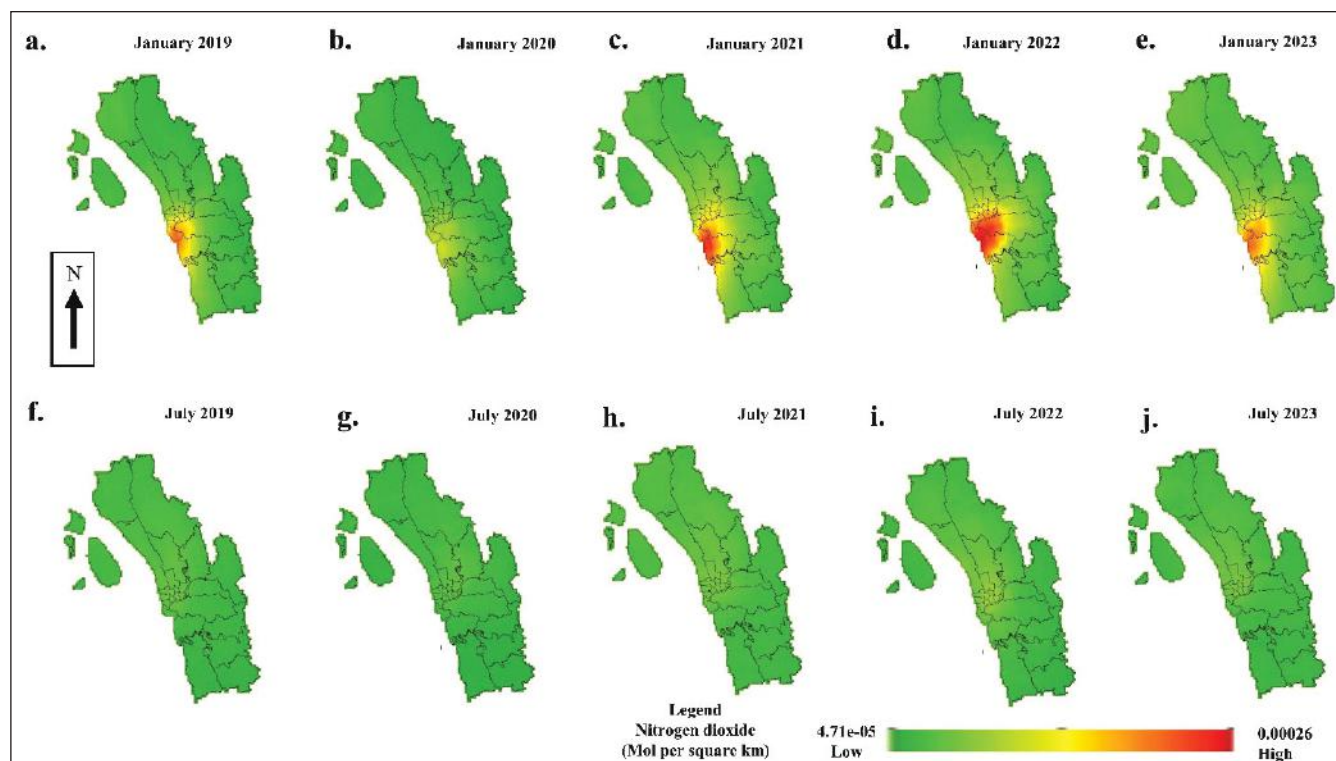 a. January 2019
b. January 2020
c. January 2021
d. January 2022
e. January 2023
N
f. July 2019
g. July 2020
h. July 2021
i. July 2022
j. July 2023
Legend
Nitrogen dioxide
(Mol per square km)
4.71e-05
Low
0.00026
High